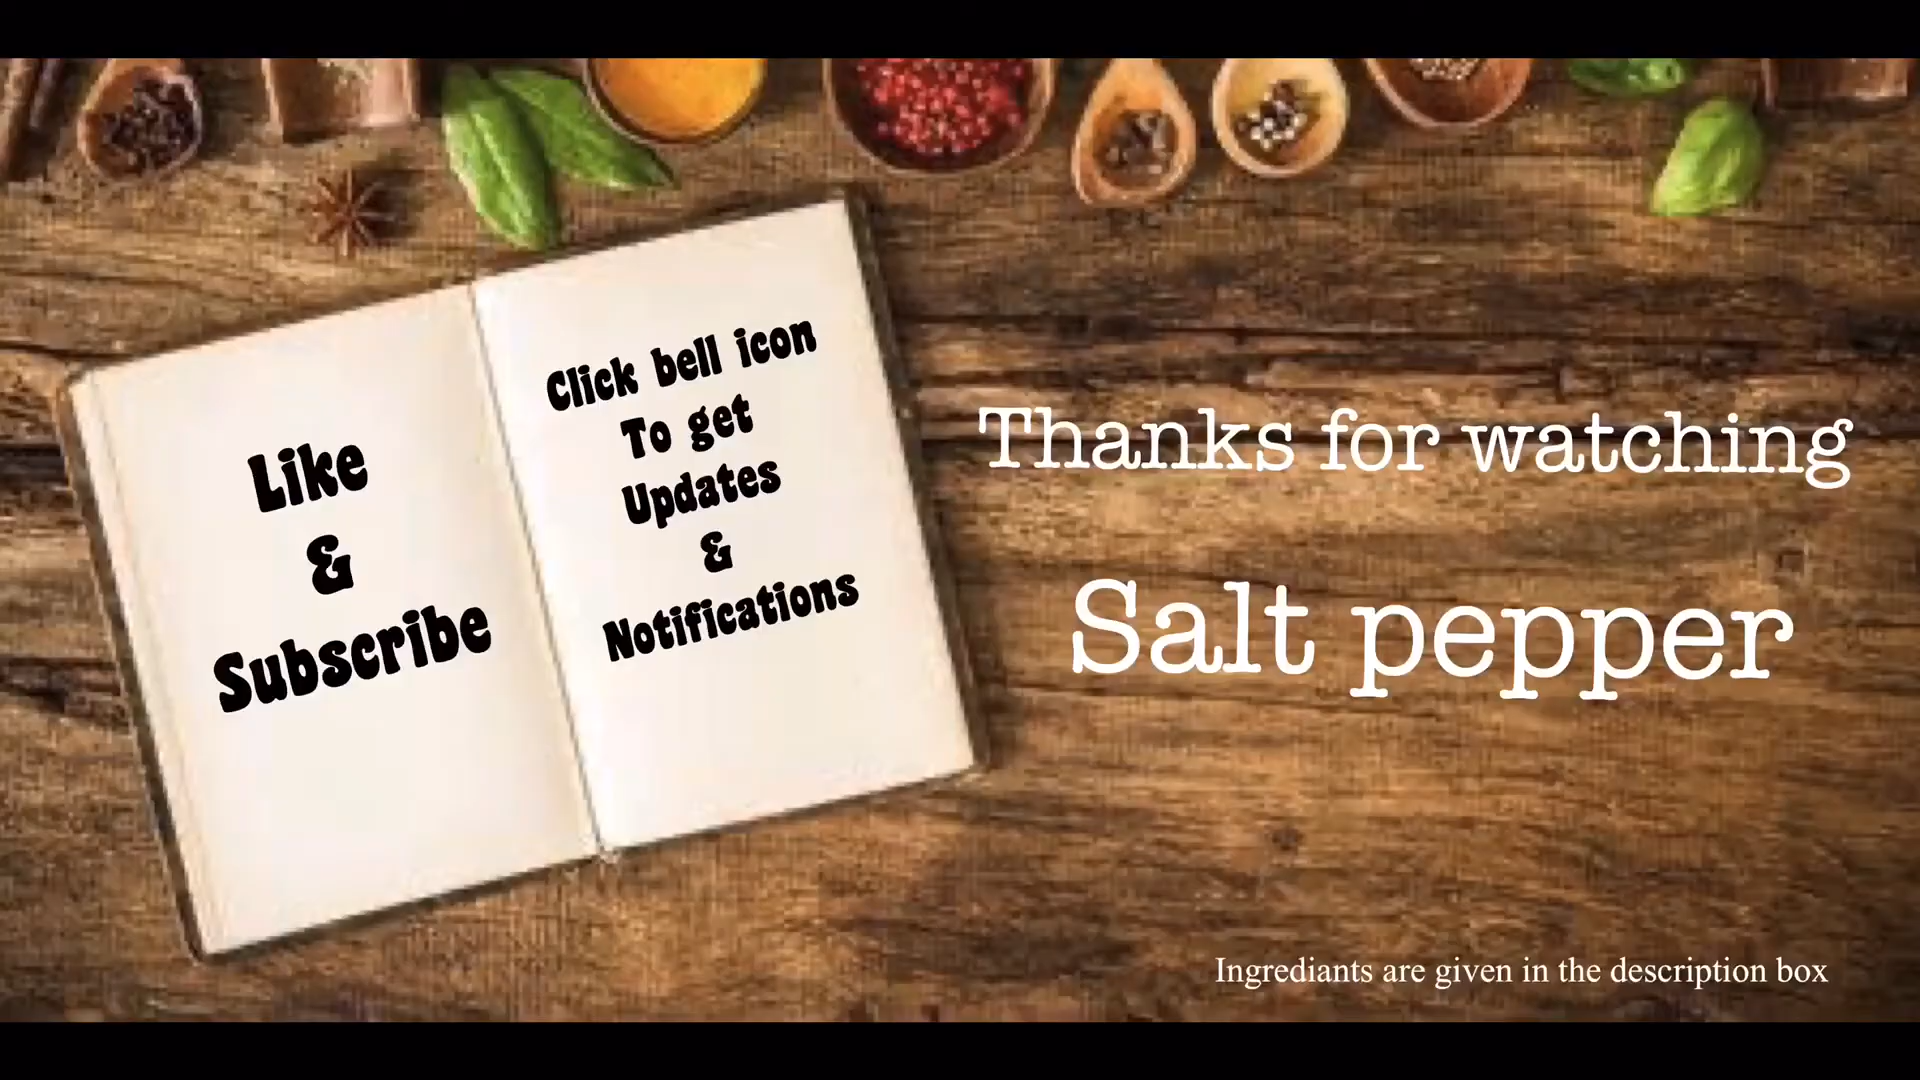 Like
&
Subscribe
Click bell icon
To get
Updates
&
Notifications
Thanks for watching
Salt pepper
Ingrediants are given in the description box